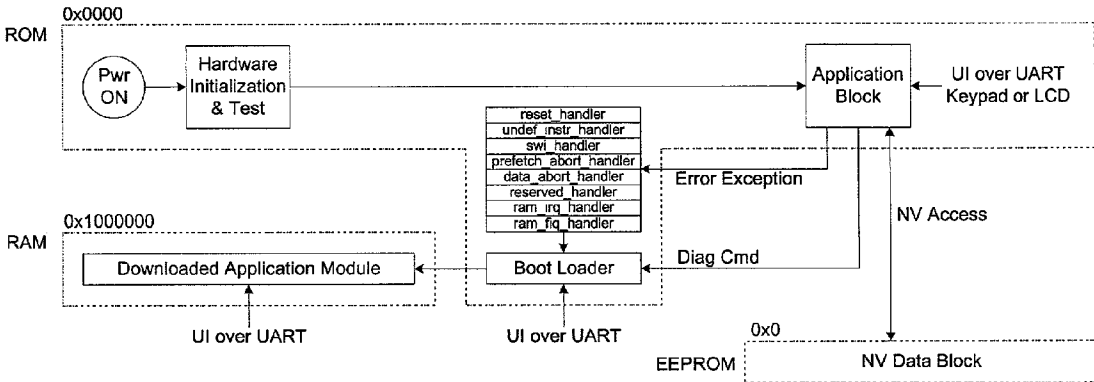 0x0000
ROM
Pwr
ON
Hardware
Initialization
& Test
Application
Block
UI over UART
Keypad or LCD
reset_handler
undef_instr_handler
swi_handler
prefetch_abort_handler
data_abort_handler
reserved_handler
ram_irq_handler
ram_fiq_handler
Error Exception
NV Access
0x1000000
RAM
Downloaded Application Module
Boot Loader
Diag Cmd
UI over UART
UI over UART
0x0
EEPROM
NV Data Block